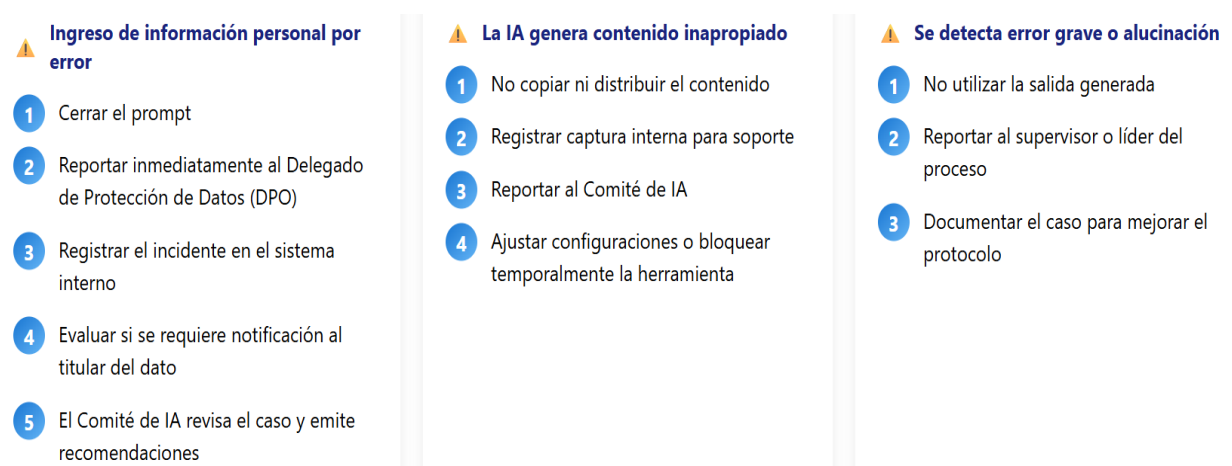 Ingreso de información personal por
error
1 Cerrar el prompt
2 Reportar inmediatamente al Delegado
de Protección de Datos (DPO)
3 Registrar el incidente en el sistema
interno
4 Evaluar si se requiere notificación al
titular del dato
5 El Comité de IA revisa el caso y emite
recomendaciones
La IA genera contenido inapropiado
1 No copiar ni distribuir el contenido
2 Registrar captura interna para soporte
3 Reportar al Comité de IA
4 Ajustar configuraciones o bloquear
temporalmente la herramienta
Se detecta error grave o alucinación
1 No utilizar la salida generada
2 Reportar al supervisor o líder del
proceso
3 Documentar el caso para mejorar el
protocolo